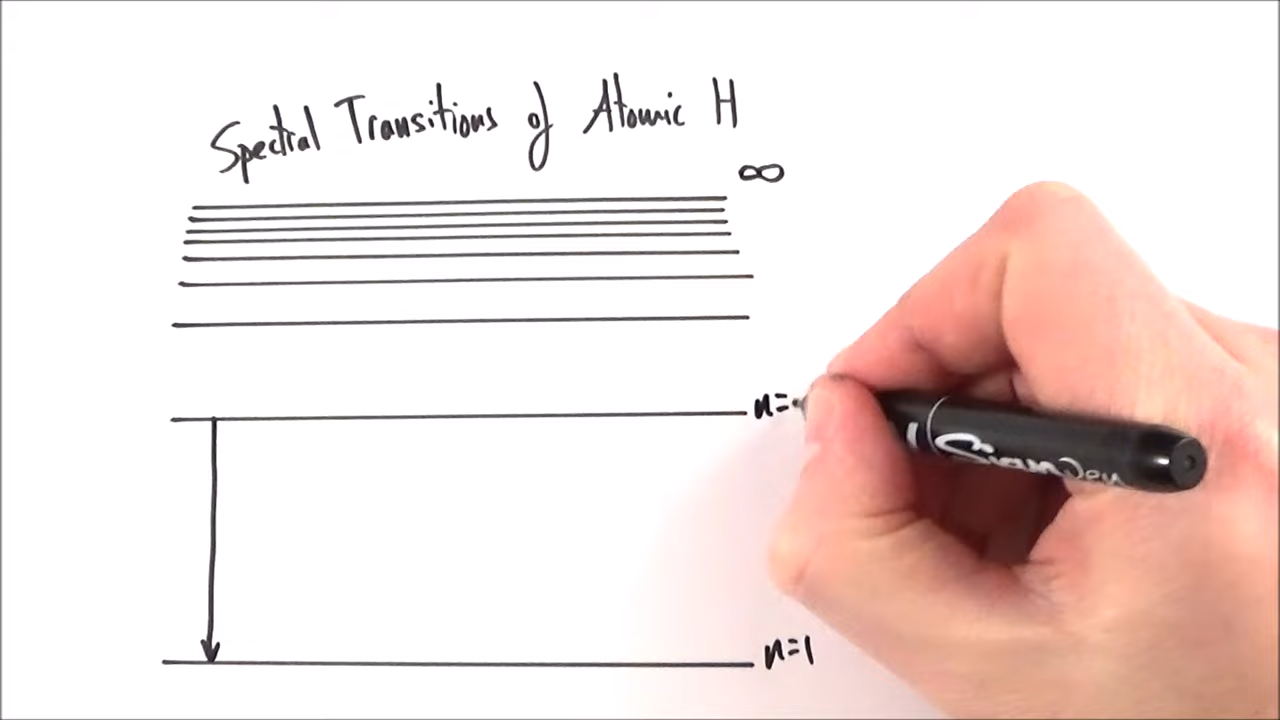 Spectral Transitions of Atomic H
∞
n=
n=1